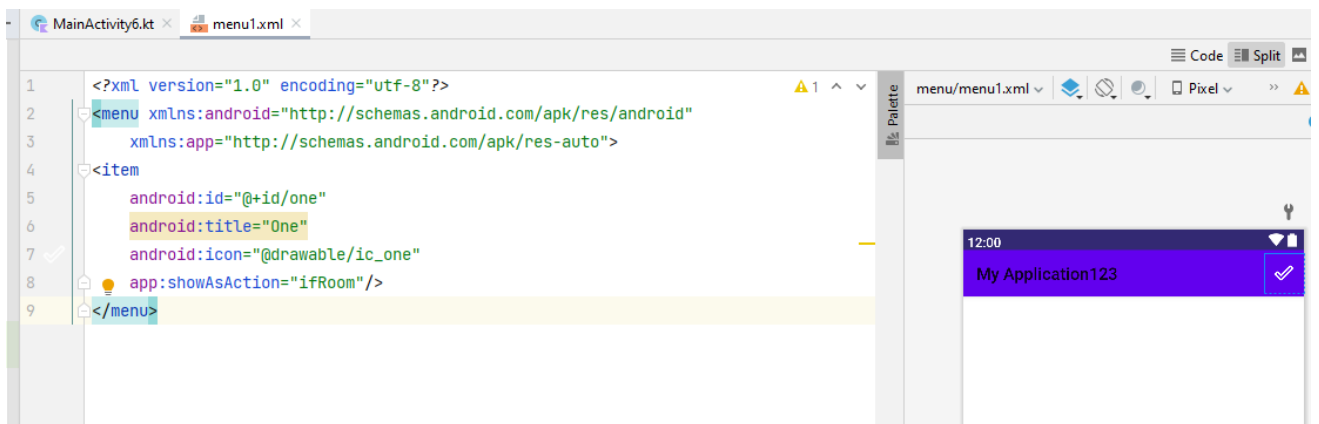 MainActivity6.kt menu1.xml
Code Split
1 <?xml version="1.0" encoding="utf-8"?>
2 <menu xmlns:android="http://schemas.android.com/apk/res/android"
3 xmlns:app="http://schemas.android.com/apk/res-auto">
4 <item
5 android:id="@+id/one"
6 android:title="One"
7 android:icon="@drawable/ic_one"
8 app:showAsAction="ifRoom"/>
9 </menu>
1
Palette
menu/menu1.xml Pixel »
12:00
My Application123